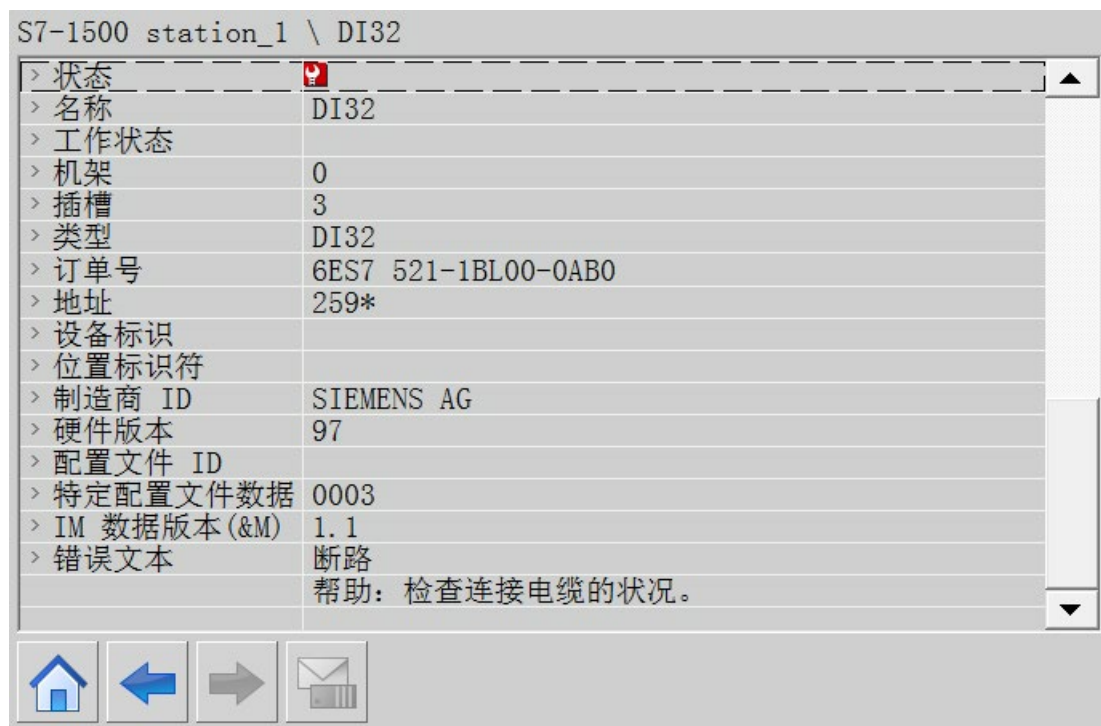 S7-1500 station_1 \ DI32
> 状态
> 名称 DI32
> 工作状态
> 机架 0
> 插槽 3
> 类型 DI32
> 订单号 6ES7 521-1BL00-0AB0
> 地址 259*
> 设备标识
> 位置标识符
> 制造商 ID SIEMENS AG
> 硬件版本 97
> 配置文件 ID
> 特定配置文件数据 0003
> IM 数据版本(&M) 1.1
> 错误文本 断路
帮助: 检查连接电缆的状况。